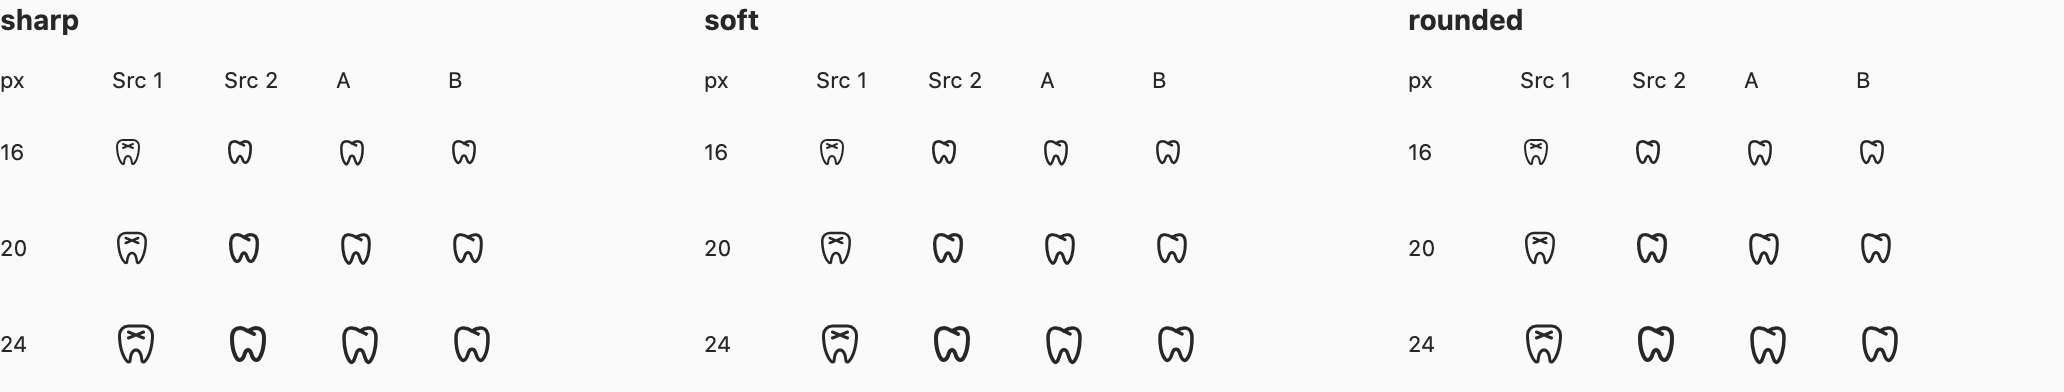 sharp soft rounded
px Src 1 Src 2 A B px Src 1 Src 2 A B px Src 1 Src 2 A B
16 16 16
20 20 20
24 24 24